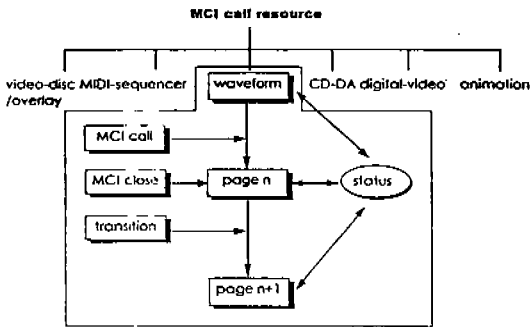 MCI call resource
video-disc MIDI-sequencer waveform CD-DA digital-video animation
/overlay
MCI call
MCI close page n status
transition
page n+1